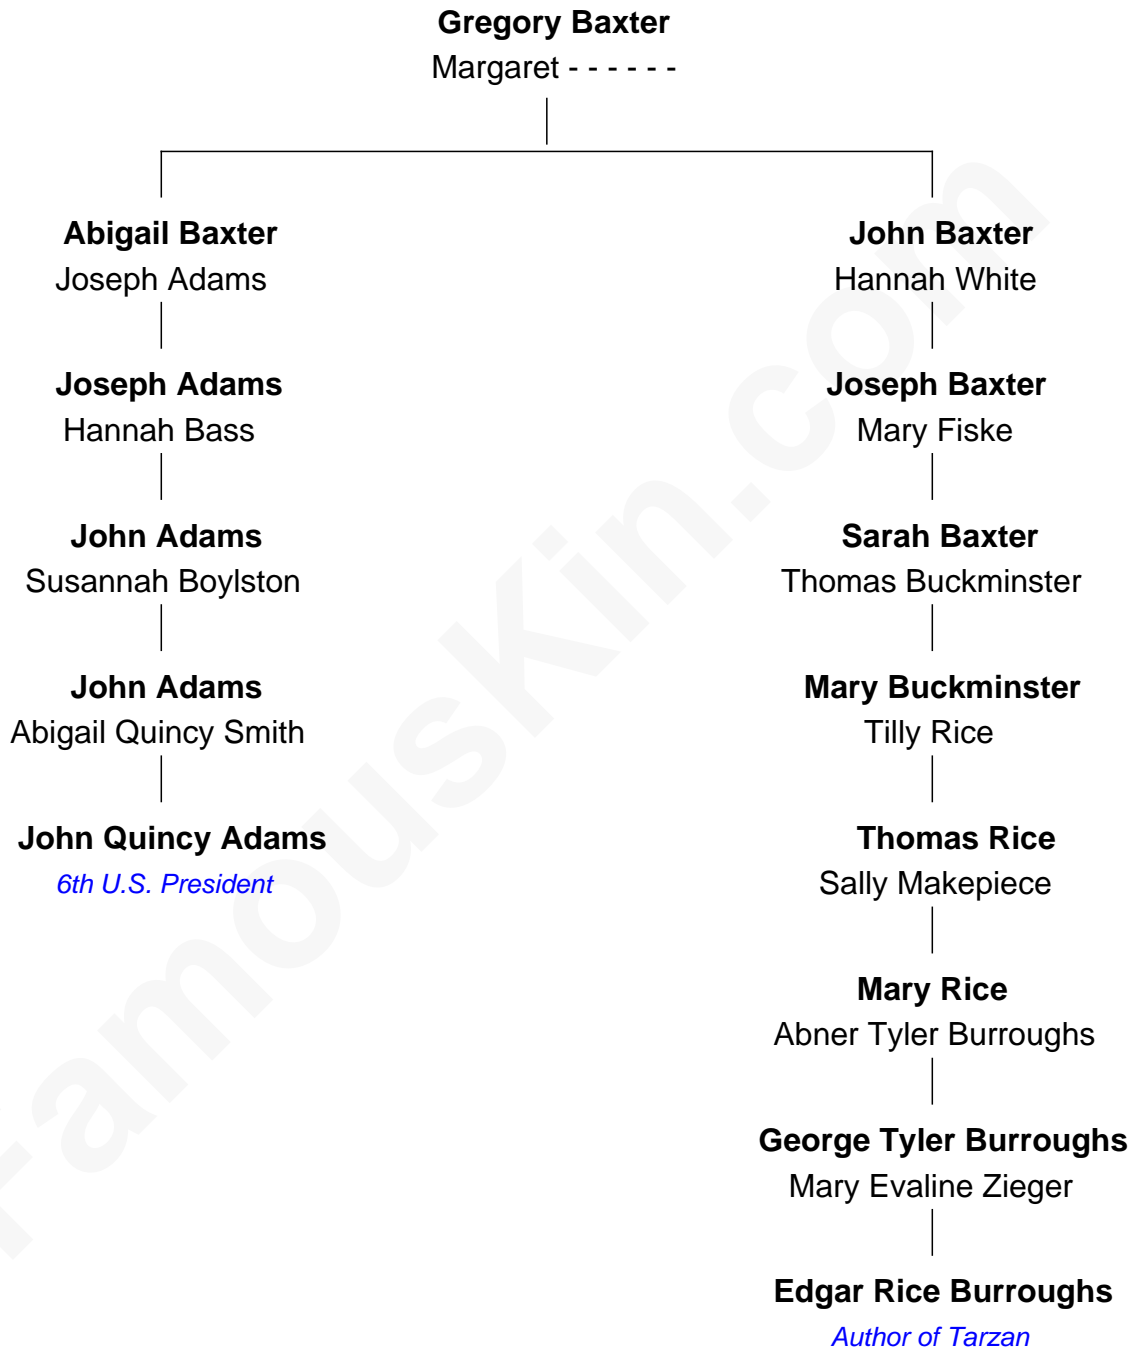 Gregory Baxter
Margaret - - - - - -
Abigail Baxter
Joseph Adams
John Baxter
Hannah White
Joseph Adams
Hannah Bass
Joseph Baxter
Mary Fiske
John Adams
Susannah Boylston
Sarah Baxter
Thomas Buckminster
John Adams
Abigail Quincy Smith
Mary Buckminster
Tilly Rice
John Quincy Adams
6th U.S. President
Thomas Rice
Sally Makepiece
Mary Rice
Abner Tyler Burroughs
George Tyler Burroughs
Mary Evaline Zieger
Edgar Rice Burroughs
Author of Tarzan
FamousKin.com